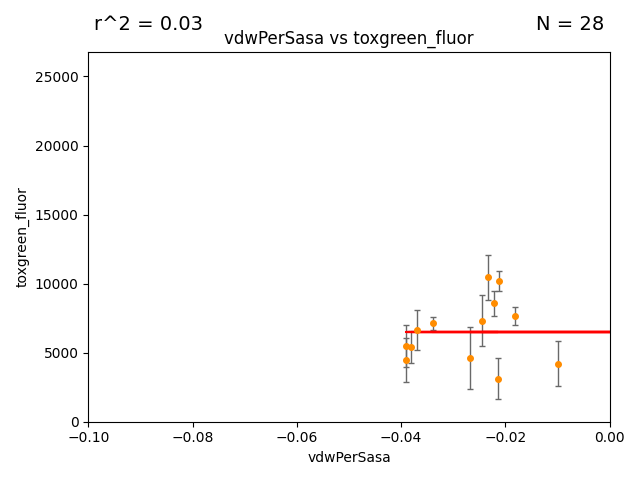 r^2 = 0.03
N = 28
vdwPerSasa vs toxgreen_fluor
25000
20000
15000
10000
5000
0
toxgreen_fluor
−0.10
−0.08
−0.06
−0.04
−0.02
0.00
vdwPerSasa